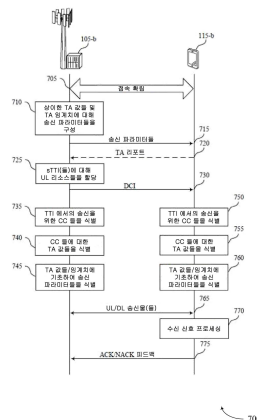 105-b
115-b
705
접속 확립
710
상이한 TA 값들 및
TA 임계치에 대해
송신 파라미터들을
구성
송신 파라미터들
715
TA 리포트
720
725
sTTI(들)에 대해
UL 리소스들을 할당
DCI
730
735
TTI 에서의 송신을
위한 CC 들을 식별
750
TTI 에서의 송신을
위한 CC 들을 식별
740
CC 들에 대한
TA 값들을 식별
755
CC 들에 대한
TA 값들을 식별
745
TA 값들/임계치에
기초하여 송신
파라미터들을 식별
760
TA 값들/임계치에
기초하여 송신
파라미터들을 식별
UL/DL 송신물(들)
765
770
수신 신호 프로세싱
775
ACK/NACK 피드백